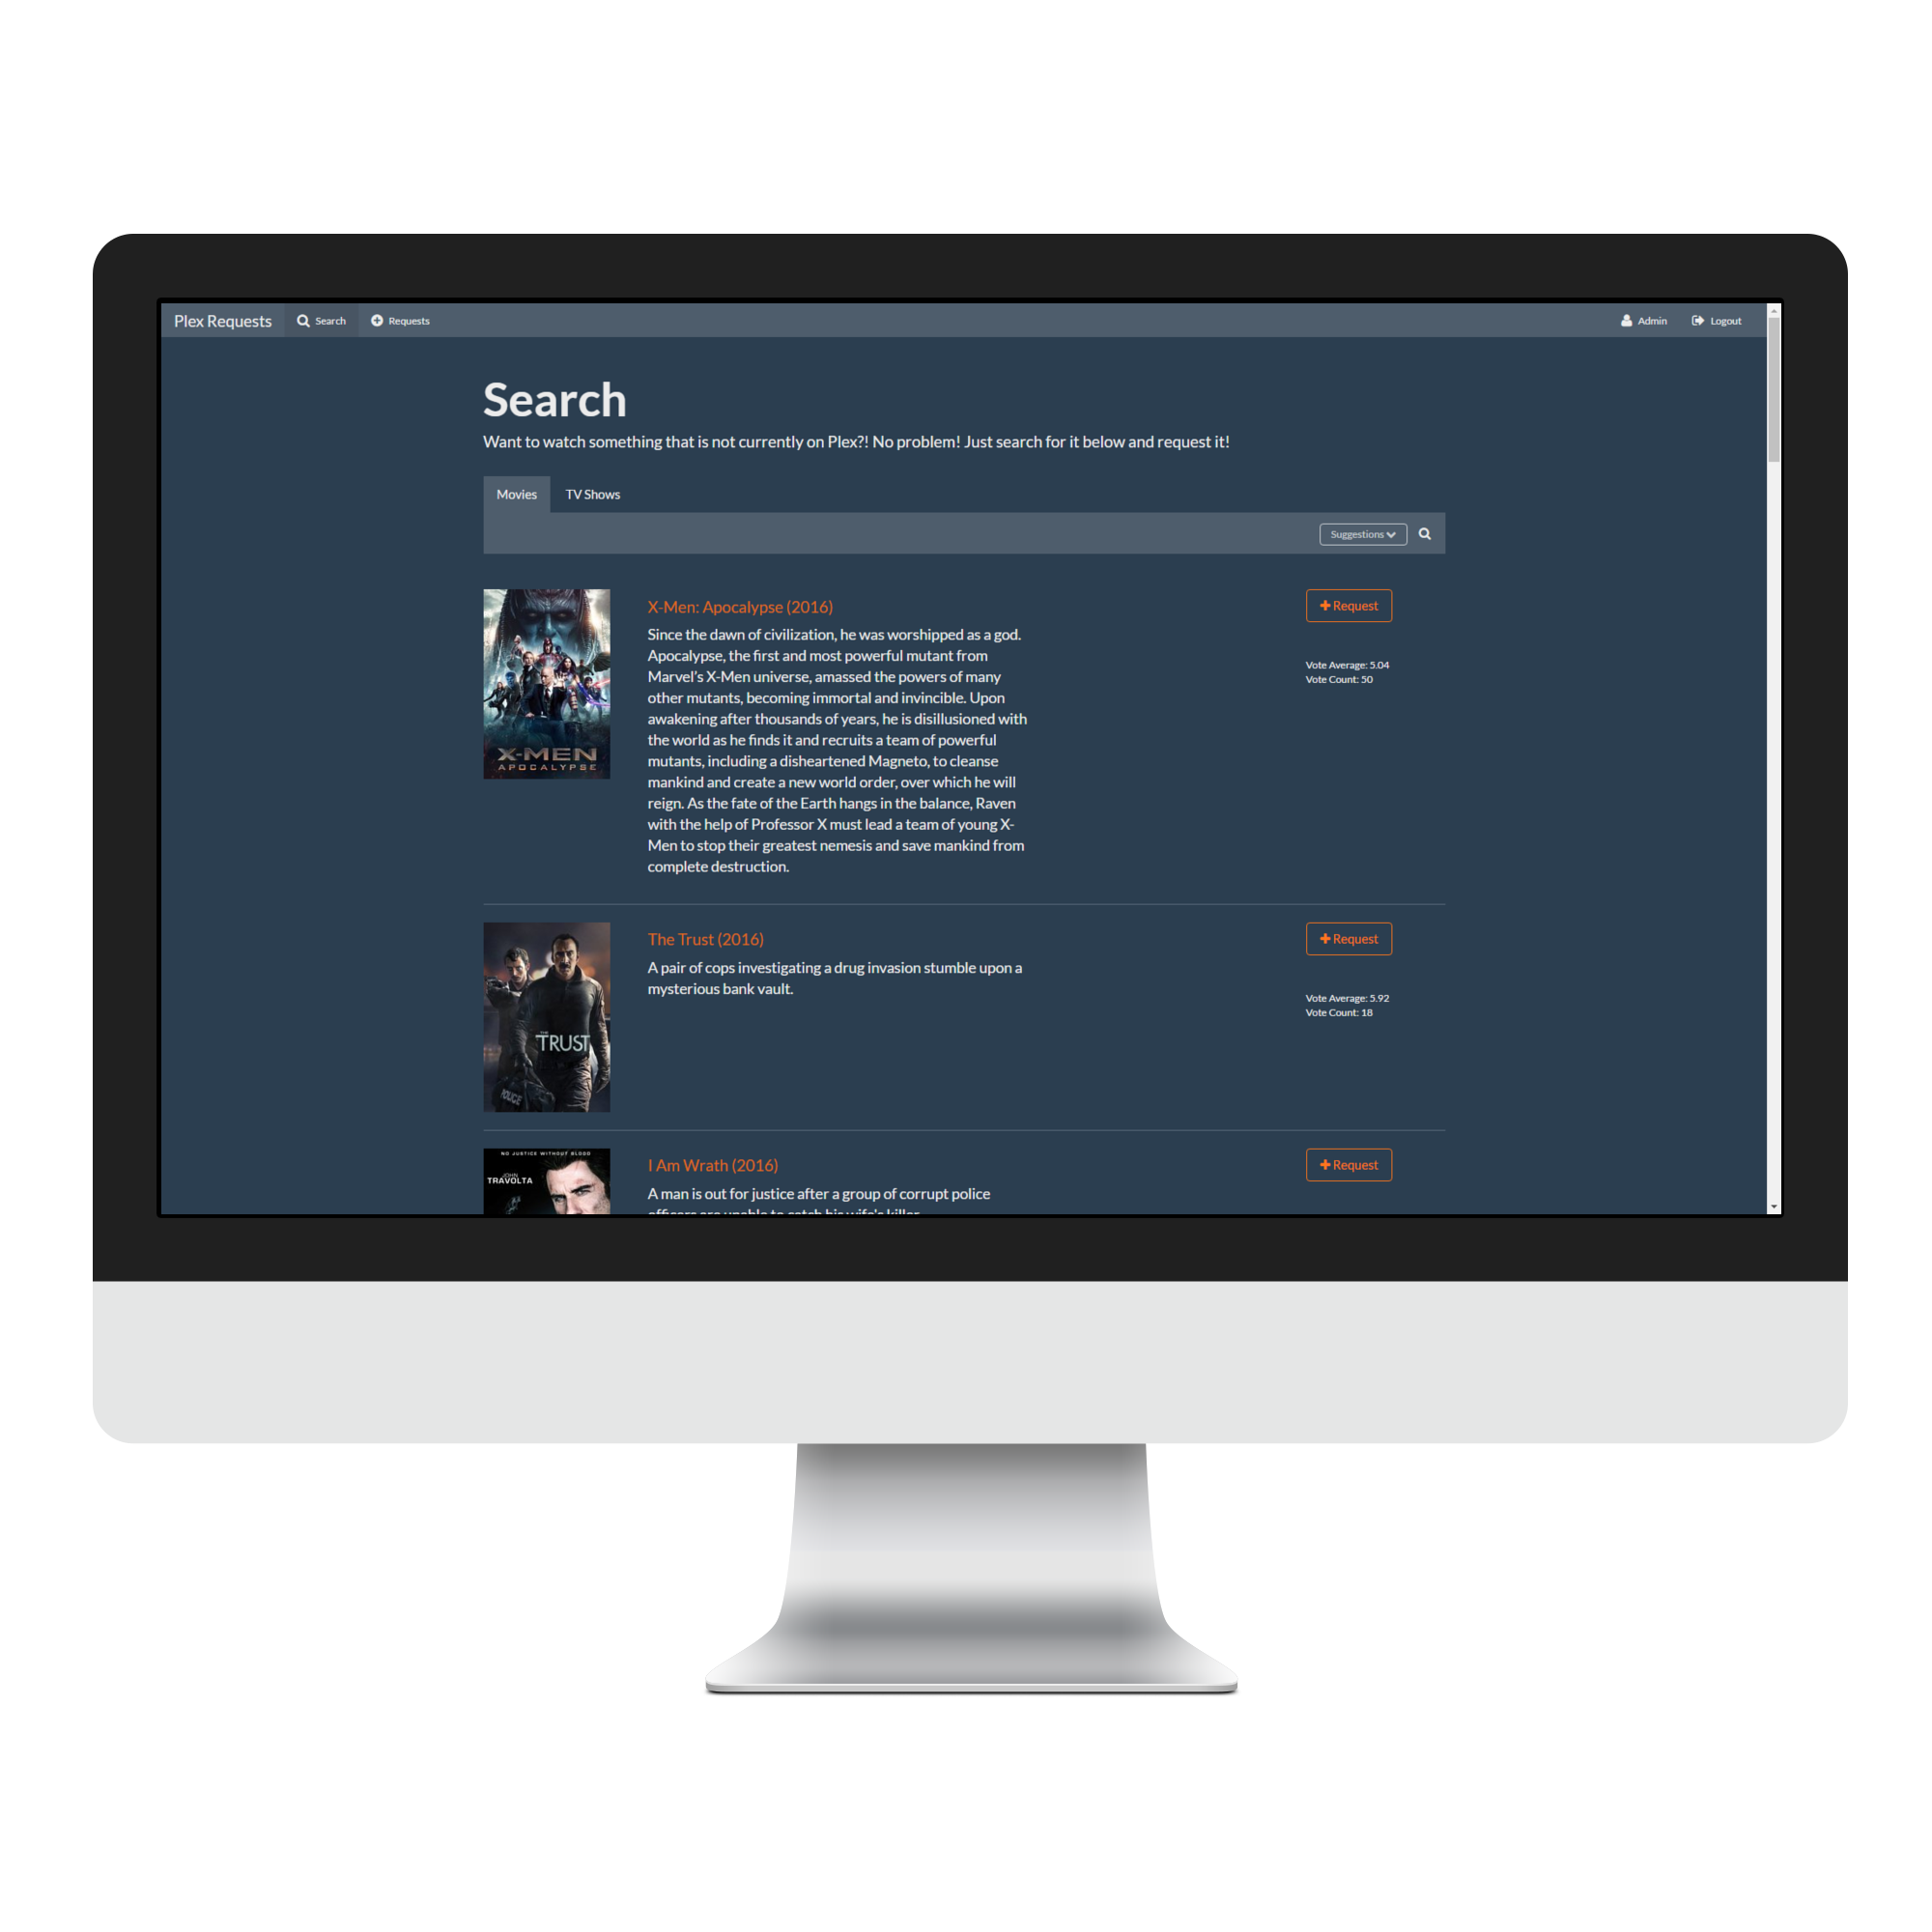 Plex Requests Search Requests Admin Logout
Search
Want to watch something that is not currently on Plex?! No problem! Just search for it below and request it!
Movies TV Shows
Suggestions
X-MEN
APOCALYPSE
X-Men: Apocalypse (2016)
Since the dawn of civilization, he was worshipped as a god.
Apocalypse, the first and most powerful mutant from
Marvel's X-Men universe, amassed the powers of many
other mutants, becoming immortal and invincible. Upon
awakening after thousands of years, he is disillusioned with
the world as he finds it and recruits a team of powerful
mutants, including a disheartened Magneto, to cleanse
mankind and create a new world order, over which he will
reign. As the fate of the Earth hangs in the balance, Raven
with the help of Professor X must lead a team of young X-
Men to stop their greatest nemesis and save mankind from
complete destruction.
Request
Vote Average: 5.04
Vote Count: 50
THE
TRUST
POLICE
The Trust (2016)
A pair of cops investigating a drug invasion stumble upon a
mysterious bank vault.
Request
Vote Average: 5.92
Vote Count: 18
NO JUSTICE WITHOUT BLOOD
JOHN
TRAVOLTA
I Am Wrath (2016)
A man is out for justice after a group of corrupt police
officers are unable to catch his wife's killer.
Request